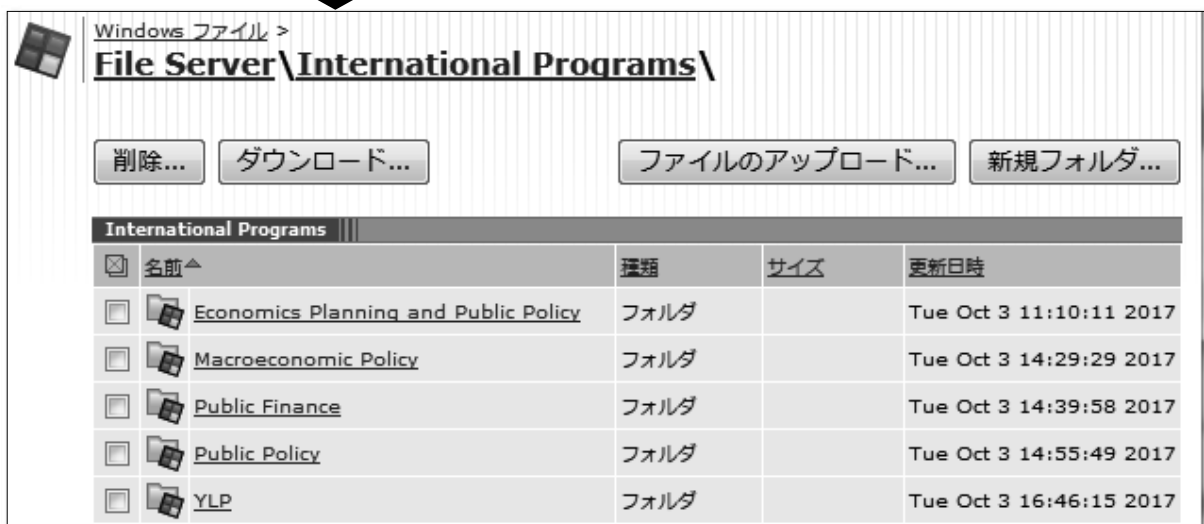 Windows ファイル >
File Server\International Programs\
削除... ダウンロード... ファイルのアップロード... 新規フォルダ...
International Programs
名前 種類 サイズ 更新日時
Economics Planning and Public Policy フォルダ Tue Oct 3 11:10:11 2017
Macroeconomic Policy フォルダ Tue Oct 3 14:29:29 2017
Public Finance フォルダ Tue Oct 3 14:39:58 2017
Public Policy フォルダ Tue Oct 3 14:55:49 2017
YLP フォルダ Tue Oct 3 16:46:15 2017